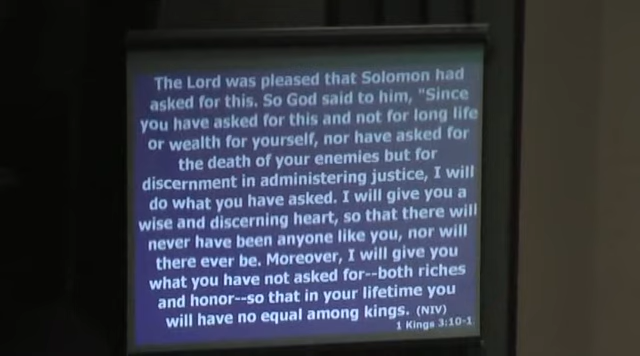 The Lord was pleased that Solomon had
asked for this. So God said to him, "Since
you have asked for this and not for long life
or wealth for yourself, nor have asked for
the death of your enemies but for
discernment in administering justice, I will
do what you have asked. I will give you a
wise and discerning heart, so that there will
never have been anyone like you, nor will
there ever be. Moreover, I will give you
what you have not asked for--both riches
and honor--so that in your lifetime you
will have no equal among kings. (NIV)
1 Kings 3:10-1